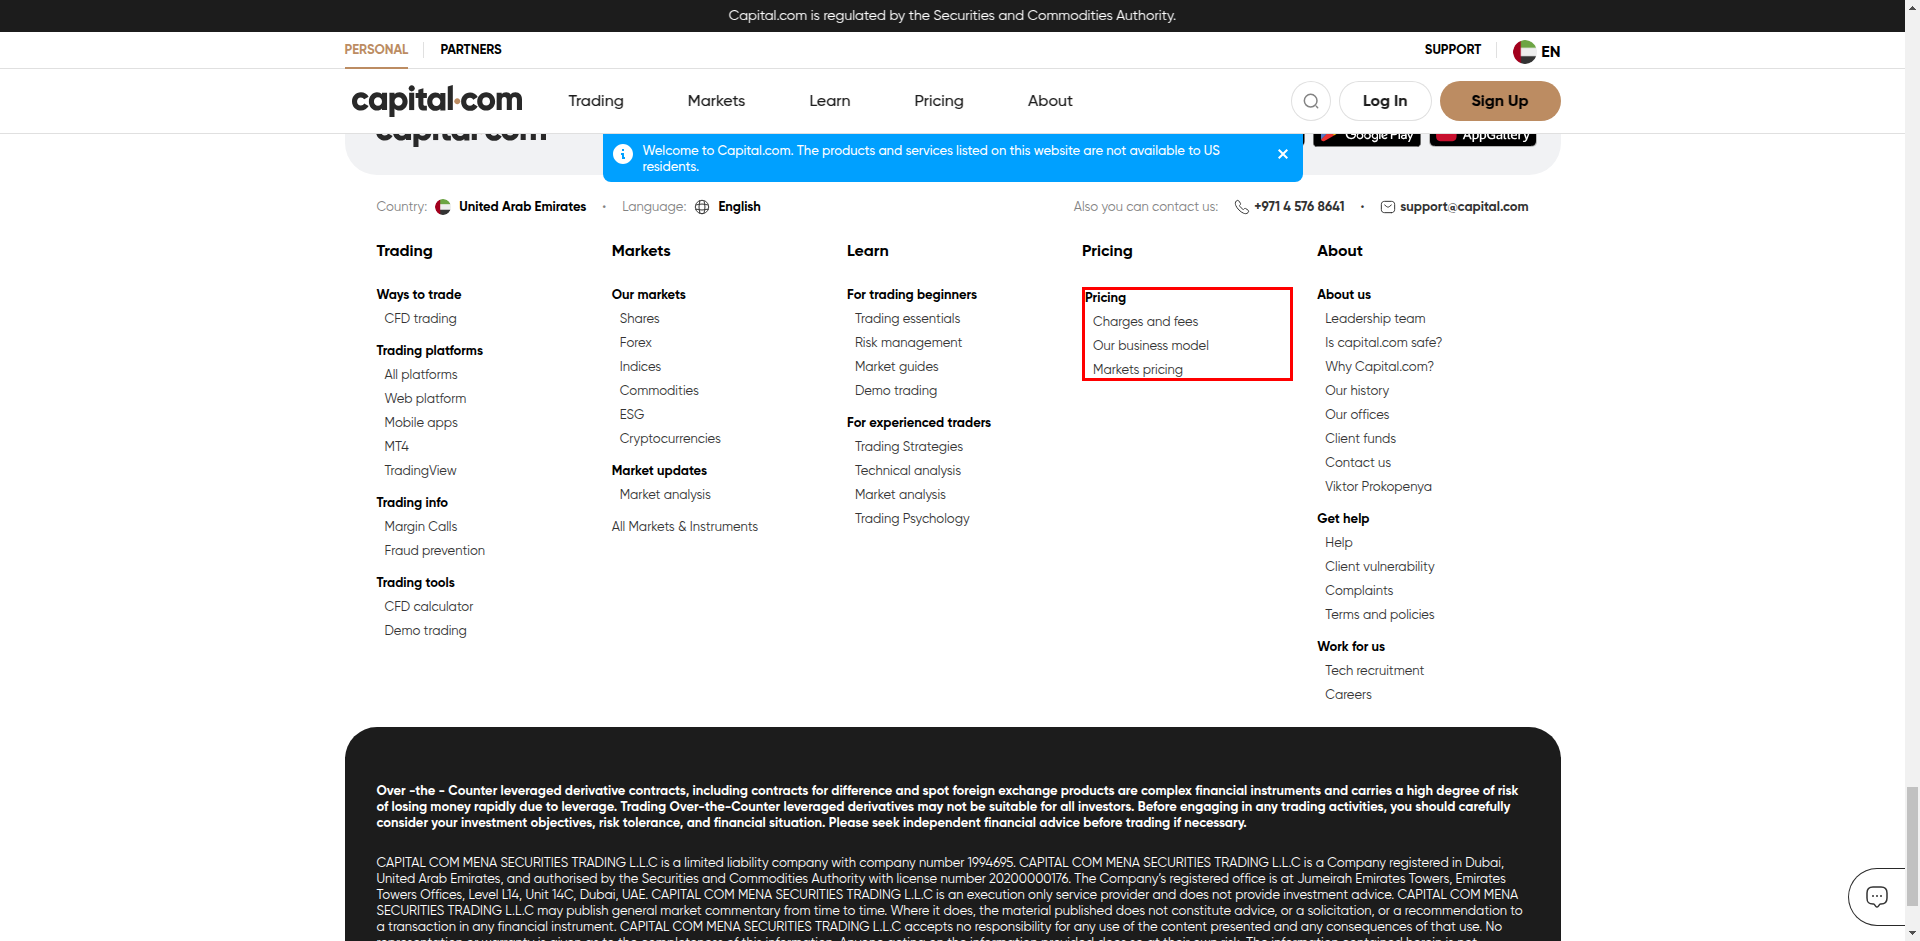 Capital.com is regulated by the Securities and Commodities Authority.
PERSONAL
PARTNERS
SUPPORT
EN
capital.com
Trading
Markets
Learn
Pricing
About
Log In
Sign Up
capital com
Google Play
AppGallery
Welcome to Capital.com. The products and services listed on this website are not available to US
residents.
Country:
United Arab Emirates
Language:
English
Also you can contact us:
+971 4 576 8641
support@capital.com
Trading
Ways to trade
CFD trading
Trading platforms
All platforms
Web platform
Mobile apps
MT4
TradingView
Trading info
Margin Calls
Fraud prevention
Trading tools
CFD calculator
Demo trading
Markets
Our markets
Shares
Forex
Indices
Commodities
ESG
Cryptocurrencies
Market updates
Market analysis
All Markets & Instruments
Learn
For trading beginners
Trading essentials
Risk management
Market guides
Demo trading
For experienced traders
Trading Strategies
Technical analysis
Market analysis
Trading Psychology
Pricing
Pricing
Charges and fees
Our business model
Markets pricing
About
About us
Leadership team
Is capital.com safe?
Why Capital.com?
Our history
Our offices
Client funds
Contact us
Viktor Prokopenya
Get help
Help
Client vulnerability
Complaints
Terms and policies
Work for us
Tech recruitment
Careers
Over -the - Counter leveraged derivative contracts, including contracts for difference and spot foreign exchange products are complex financial instruments and carries a high degree of risk
of losing money rapidly due to leverage. Trading Over-the-Counter leveraged derivatives may not be suitable for all investors. Before engaging in any trading activities, you should carefully
consider your investment objectives, risk tolerance, and financial situation. Please seek independent financial advice before trading if necessary.
CAPITAL COM MENA SECURITIES TRADING L.L.C is a limited liability company with company number 1994695. CAPITAL COM MENA SECURITIES TRADING L.L.C is a Company registered in Dubai,
United Arab Emirates, and authorised by the Securities and Commodities Authority with license number 20200000176. The Company's registered office is at Jumeirah Emirates Towers, Emirates
Towers Offices, Level L14, Unit 14C, Dubai, UAE. CAPITAL COM MENA SECURITIES TRADING L.L.C is an execution only service provider and does not provide investment advice. CAPITAL COM MENA
SECURITIES TRADING L.L.C may publish general market commentary from time to time. Where it does, the material published does not constitute advice, or a solicitation, or a recommendation to
a transaction in any financial instrument. CAPITAL COM MENA SECURITIES TRADING L.L.C accepts no responsibility for any use of the content presented and any consequences of that use. No